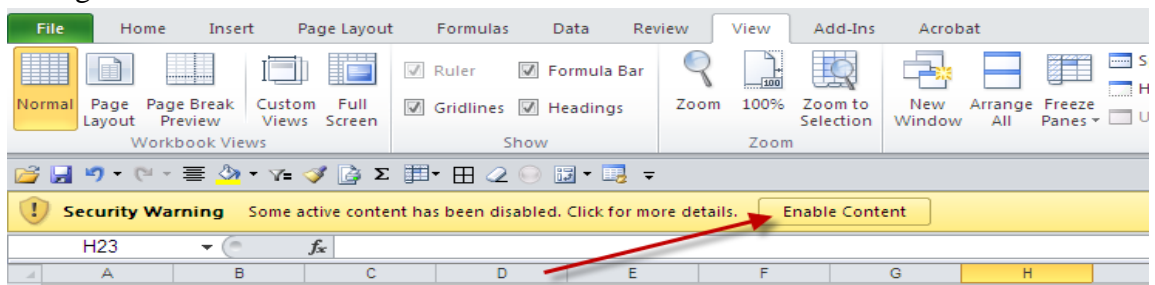 File Home Insert Page Layout Formulas Data Review View Add-Ins Acrobat
Ruler Formula Bar S
Gridlines Headings H
Normal Page Layout Page Break Preview Custom Views Full Screen Zoom 100% Zoom to Selection New Window Arrange All Freeze Panes U
Workbook Views Show Zoom
Security Warning Some active content has been disabled. Click for more details. Enable Content
H23 fx
A B C D E F G H